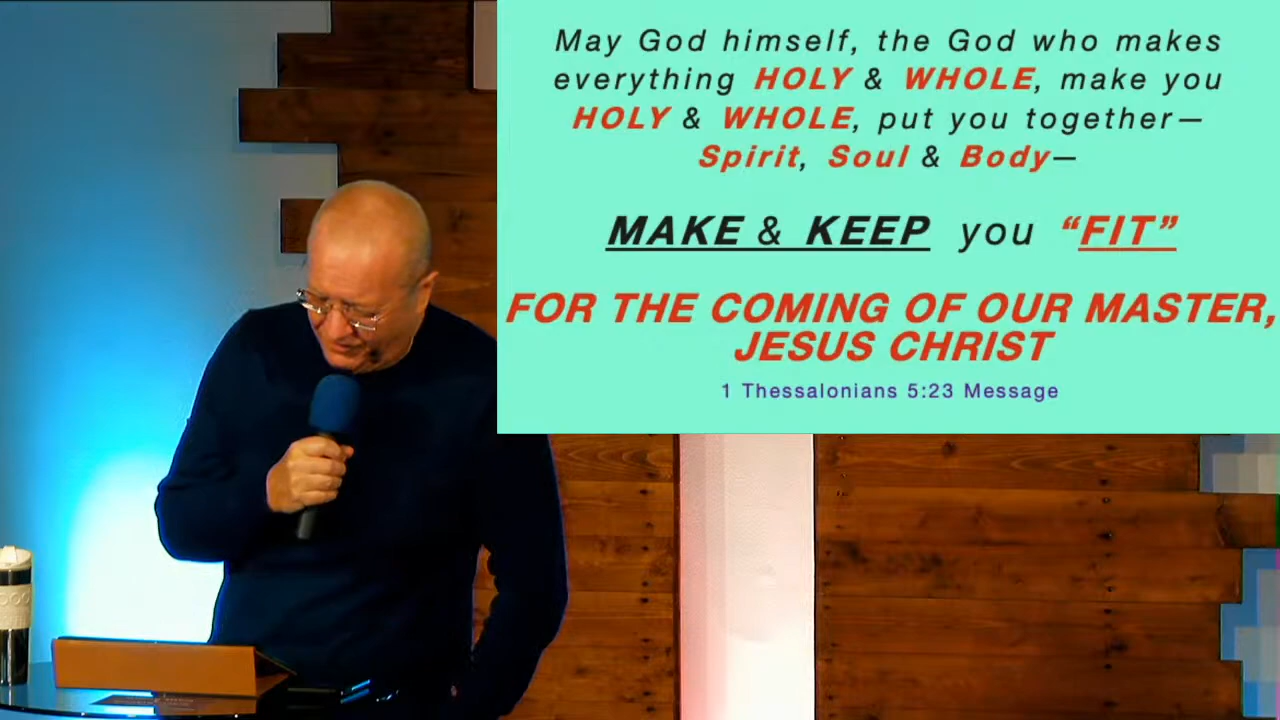 May God himself, the God who makes
everything HOLY & WHOLE, make you
HOLY & WHOLE, put you together—
Spirit, Soul & Body—
MAKE & KEEP you “FIT”
FOR THE COMING OF OUR MASTER,
JESUS CHRIST
1 Thessalonians 5:23 Message